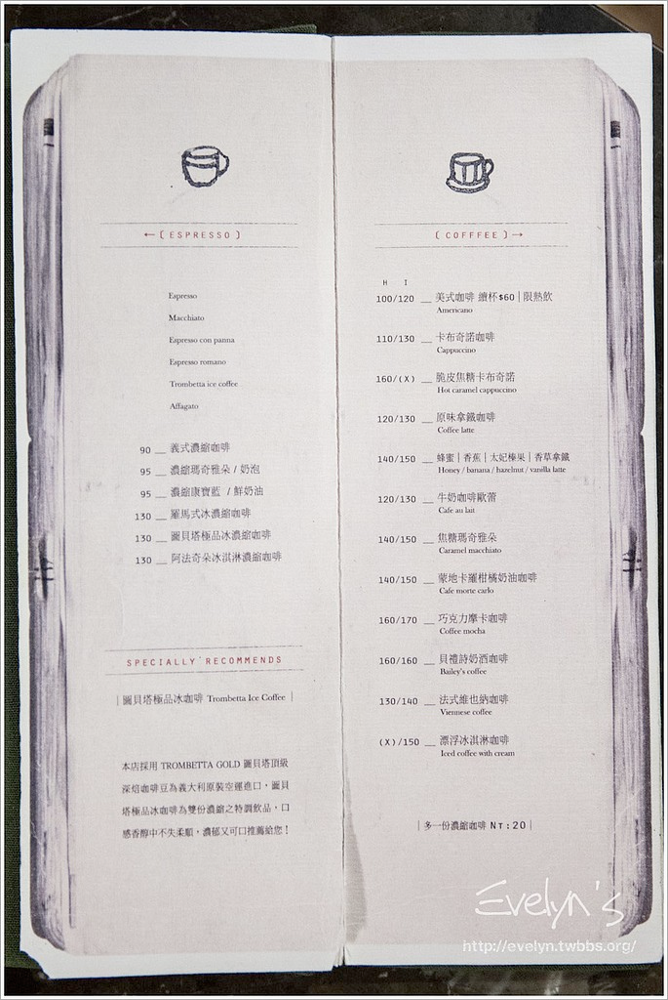 ←〔ESPRESSO〕
Espresso
Macchiato
Espresso con panna
Espresso romano
Trombetta ice coffee
Affagato
90 __ 義式濃縮咖啡
95 __ 濃縮瑪奇雅朵 / 奶泡
95 __ 濃縮康寶藍 / 鮮奶油
130 __ 羅馬式冰濃縮咖啡
130 __ 圖貝塔極品冰濃縮咖啡
130 __ 阿法奇朵冰淇淋濃縮咖啡
SPECIALLY'RECOMMENDS
| 圖貝塔極品冰咖啡 Trombetta Ice Coffee |
本店採用 TROMBETTA GOLD 圖貝塔頂級
深焙咖啡豆為義大利原裝空運進口，圖貝
塔極品冰咖啡為雙份濃縮之特調飲品，口
感香醇中不失柔順，濃郁又可口推薦給您！
〔COFFFEE〕→
H I
100/120 __ 美式咖啡 續杯$60│限熱飲
Americano
110/130 __ 卡布奇諾咖啡
Cappuccino
160/(X) __ 脆皮焦糖卡布奇諾
Hot caramel cappuccino
120/130 __ 原味拿鐵咖啡
Coffee latte
140/150 __ 蜂蜜│香蕉│太妃榛果│香草拿鐵
Honey / banana / hazelnut / vanilla latte
120/130 __ 牛奶咖啡歐蕾
Cafe au lait
140/150 __ 焦糖瑪奇雅朵
Caramel macchiato
140/150 __ 蒙地卡羅柑橘奶油咖啡
Cafe morte carlo
160/170 __ 巧克力摩卡咖啡
Coffee mocha
160/160 __ 貝禮詩奶酒咖啡
Bailey's coffee
130/140 __ 法式維也納咖啡
Viennese coffee
(X)/150 __ 漂浮冰淇淋咖啡
Iced coffee with cream
| 多一份濃縮咖啡 NT:20 |
Evelyn's
http://evelyn.twbbs.org/